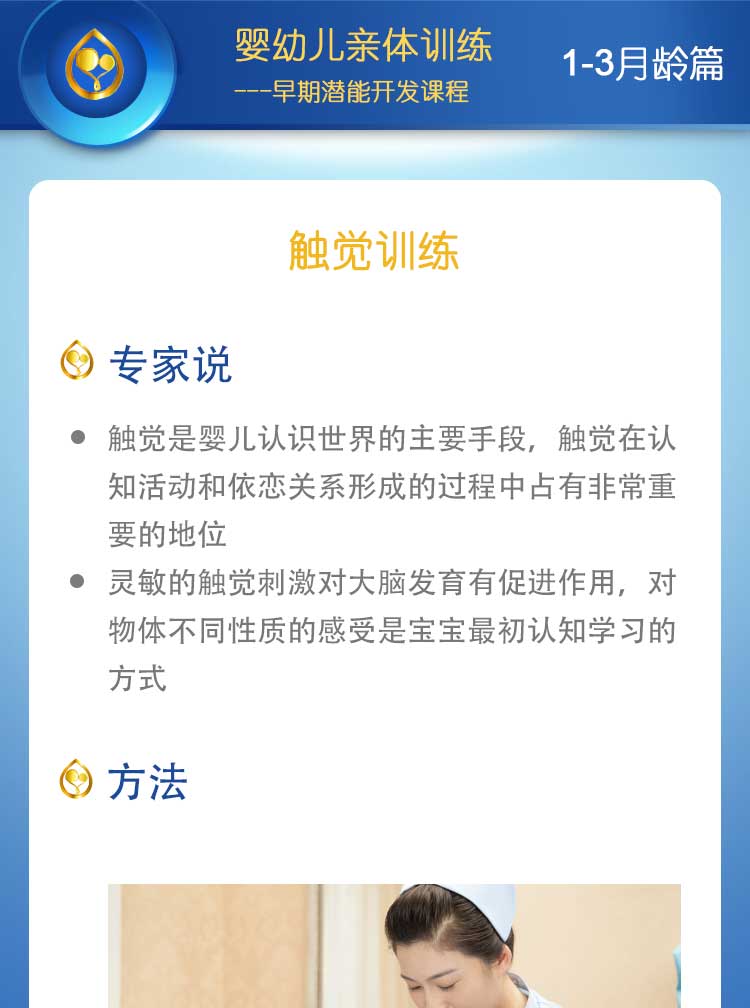 婴幼儿亲体训练
---早期潜能开发课程
1-3月龄篇
触觉训练
专家说
触觉是婴儿认识世界的主要手段，触觉在认
知活动和依恋关系形成的过程中占有非常重
要的地位
灵敏的触觉刺激对大脑发育有促进作用，对
物体不同性质的感受是宝宝最初认知学习的
方式
方法